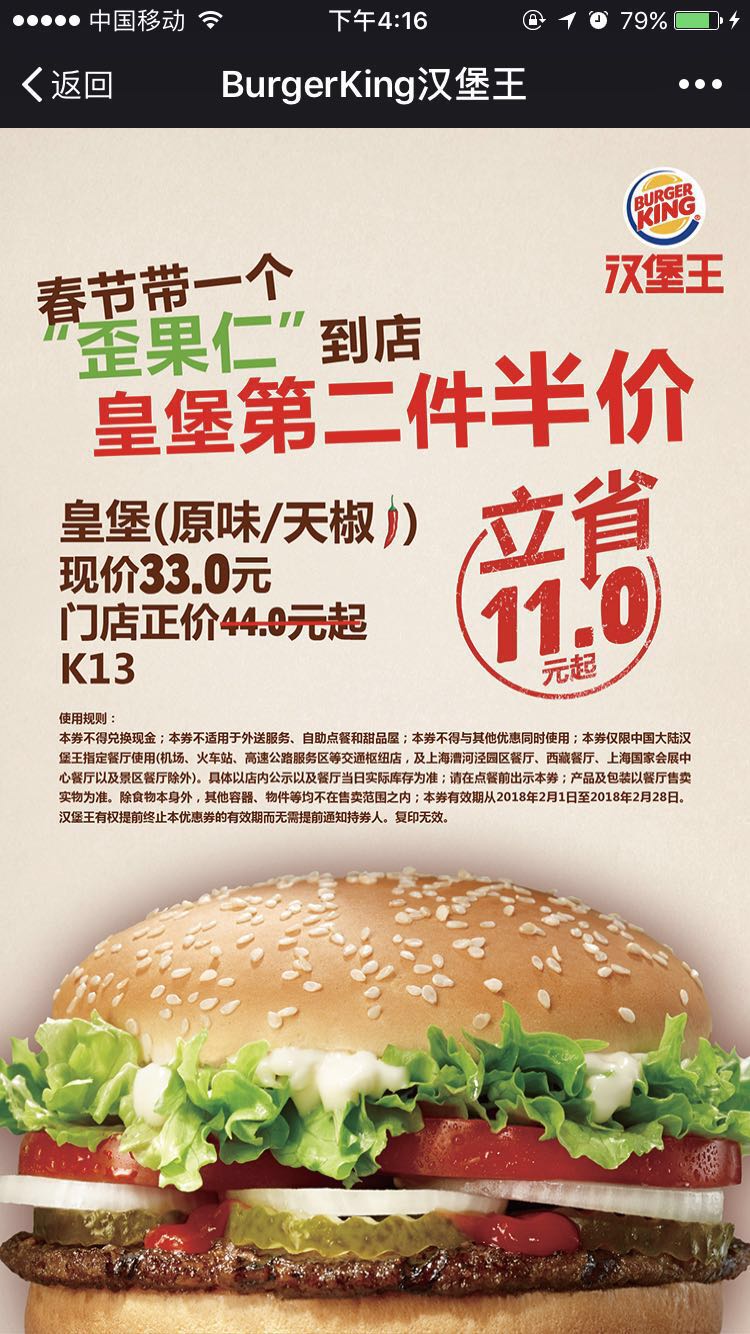 中国移动 下午4:16 79%
返回 BurgerKing汉堡王
BURGER
KING
®
汉堡王
春节带一个
“歪果仁”到店
皇堡第二件半价
皇堡(原味/天椒)
现价33.0元
门店正价44.0元起
K13
立省
11.0
元起
使用规则：
本券不得兑换现金；本券不适用于外送服务、自助点餐和甜品屋；本券不得与其他优惠同时使用；本券仅限中国大陆汉
堡王指定餐厅使用(机场、火车站、高速公路服务区等交通枢纽店，及上海漕河泾园区餐厅、西藏餐厅、上海国家会展中
心餐厅以及景区餐厅除外)。具体以店内公示以及餐厅当日实际库存为准；请在点餐前出示本券；产品及包装以餐厅售卖
实物为准。除食物本身外，其他容器、物件等均不在售卖范围之内；本券有效期从2018年2月1日至2018年2月28日。
汉堡王有权提前终止本优惠券的有效期而无需提前通知持券人。复印无效。